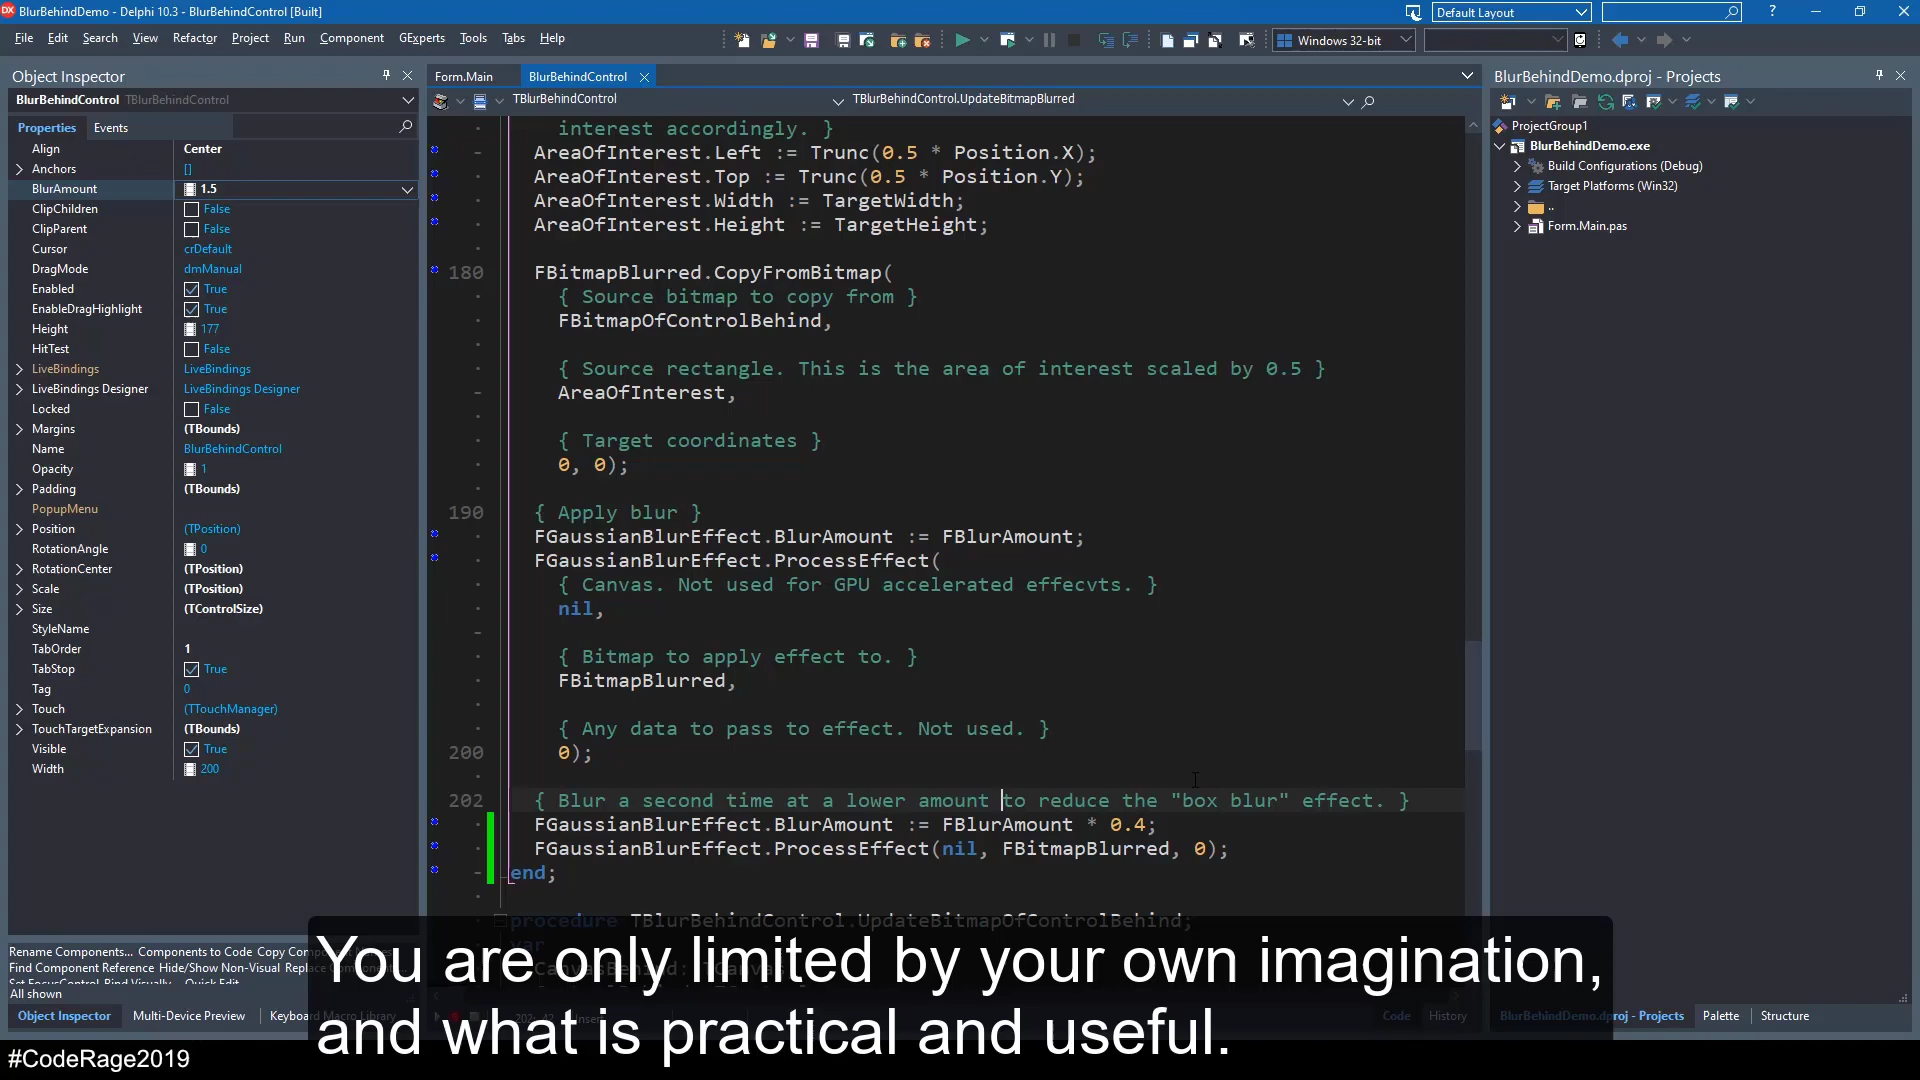 BlurBehindDemo - Delphi 10.3 - BlurBehindControl [Built]
Default Layout
File Edit Search View Refactor Project Run Component GExperts Tools Tabs Help
Windows 32-bit
Object Inspector
BlurBehindControl TBlurBehindControl
Properties Events
Align Center
Anchors []
BlurAmount 1.5
ClipChildren False
ClipParent False
Cursor crDefault
DragMode dmManual
Enabled True
EnableDragHighlight True
Height 177
HitTest False
LiveBindings LiveBindings
LiveBindings Designer LiveBindings Designer
Locked False
Margins (TBounds)
Name BlurBehindControl
Opacity 1
Padding (TBounds)
PopupMenu
Position (TPosition)
RotationAngle 0
RotationCenter (TPosition)
Scale (TPosition)
Size (TControlSize)
StyleName
TabOrder 1
TabStop True
Tag 0
Touch (TTouchManager)
TouchTargetExpansion (TBounds)
Visible True
Width 200
Rename Components... Components to Code Copy
Find Component Reference Hide/Show Non-Visual
All shown
Object Inspector Multi-Device Preview Keyboard Macro Library
Form.Main BlurBehindControl
TBlurBehindControl TBlurBehindControl.UpdateBitmapBlurred
interest accordingly. }
AreaOfInterest.Left := Trunc(0.5 * Position.X);
AreaOfInterest.Top := Trunc(0.5 * Position.Y);
AreaOfInterest.Width := TargetWidth;
AreaOfInterest.Height := TargetHeight;
180 FBitmapBlurred.CopyFromBitmap(
{ Source bitmap to copy from }
FBitmapOfControlBehind,
{ Source rectangle. This is the area of interest scaled by 0.5 }
AreaOfInterest,
{ Target coordinates }
0, 0);
190 { Apply blur }
FGaussianBlurEffect.BlurAmount := FBlurAmount;
FGaussianBlurEffect.ProcessEffect(
{ Canvas. Not used for GPU accelerated effecvts. }
nil,
{ Bitmap to apply effect to. }
FBitmapBlurred,
{ Any data to pass to effect. Not used. }
200 0);
202 { Blur a second time at a lower amount to reduce the "box blur" effect. }
FGaussianBlurEffect.BlurAmount := FBlurAmount * 0.4;
FGaussianBlurEffect.ProcessEffect(nil, FBitmapBlurred, 0);
end;
procedure TBlurBehindControl.UpdateBitmapOfControlBehind;
var
Code History
BlurBehindDemo.dproj - Projects
ProjectGroup1
BlurBehindDemo.exe
Build Configurations (Debug)
Target Platforms (Win32)
..
Form.Main.pas
BlurBehindDemo.dproj - Projects Palette Structure
You are only limited by your own imagination,
and what is practical and useful.
#CodeRage2019